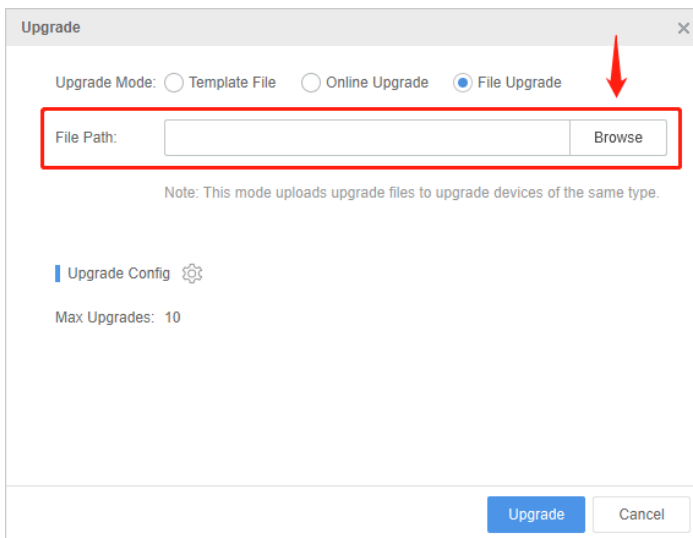 Upgrade
Upgrade Mode: Template File Online Upgrade File Upgrade
File Path: Browse
Note: This mode uploads upgrade files to upgrade devices of the same type.
Upgrade Config
Max Upgrades: 10
Upgrade Cancel